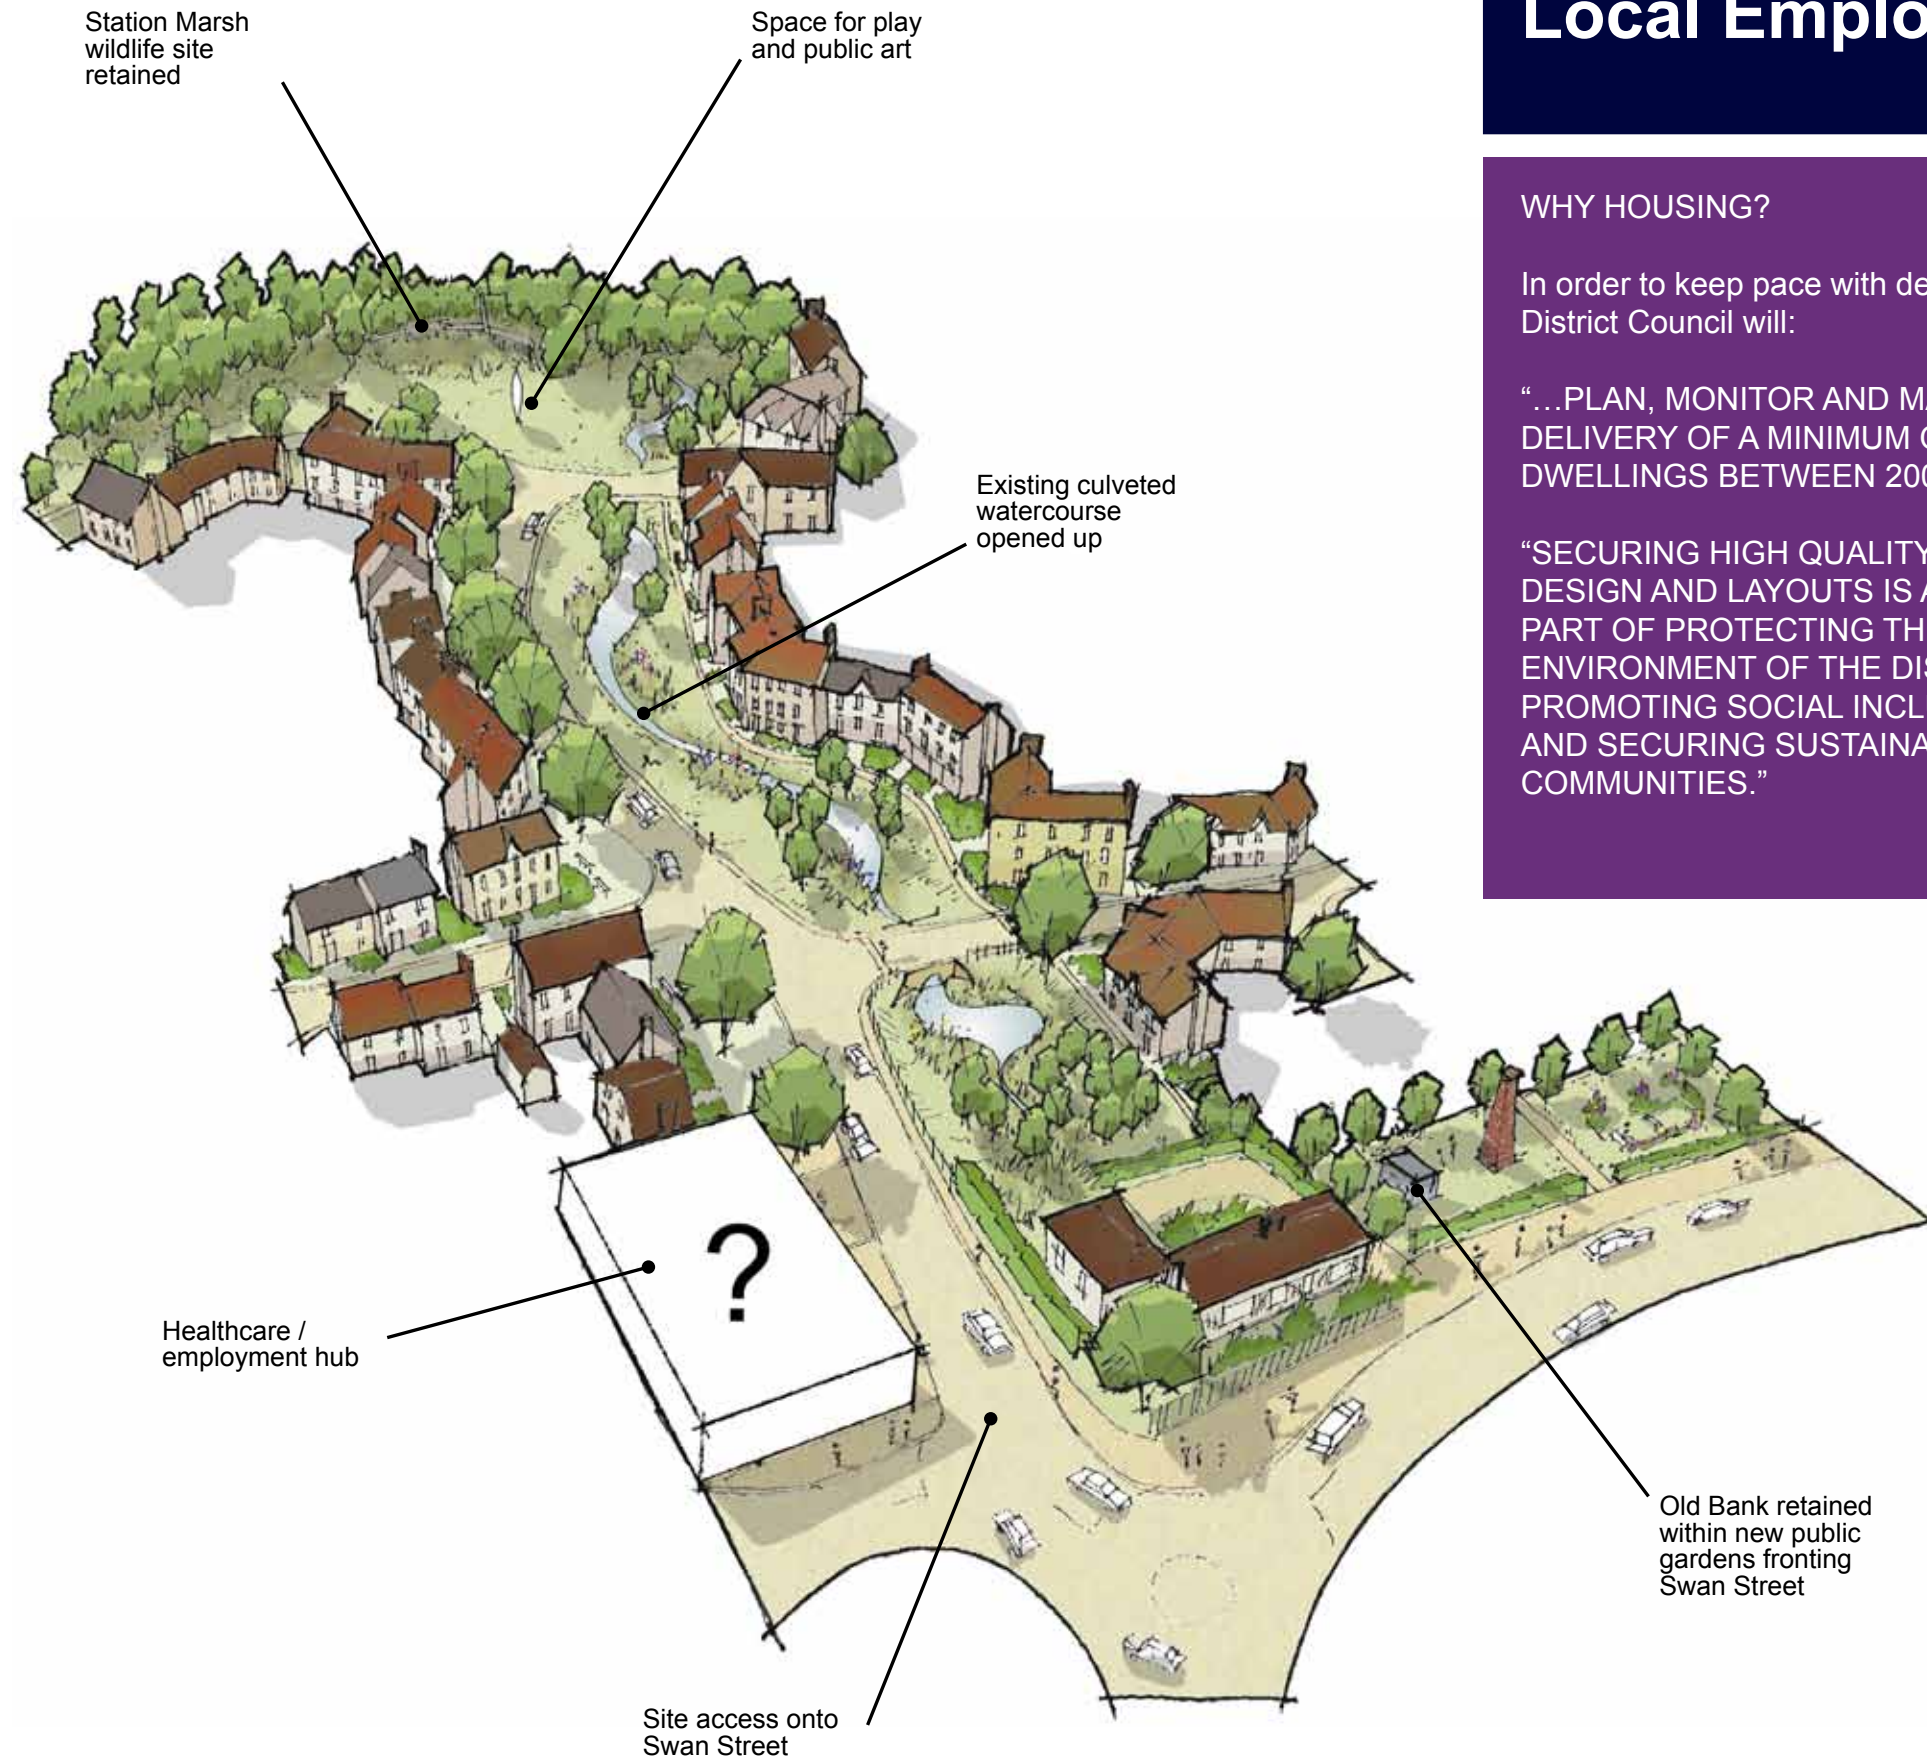 Station Marsh
wildlife site
retained
Space for play
and public art
Existing culveted
watercourse
opened up
?
Healthcare /
employment hub
Site access onto
Swan Street
Old Bank retained
within new public
gardens fronting
Swan Street
Local Emplo
WHY HOUSING?
In order to keep pace with de
District Council will:
“…PLAN, MONITOR AND MA
DELIVERY OF A MINIMUM O
DWELLINGS BETWEEN 200
“SECURING HIGH QUALITY
DESIGN AND LAYOUTS IS A
PART OF PROTECTING TH
ENVIRONMENT OF THE DIS
PROMOTING SOCIAL INCL
AND SECURING SUSTAINA
COMMUNITIES.”